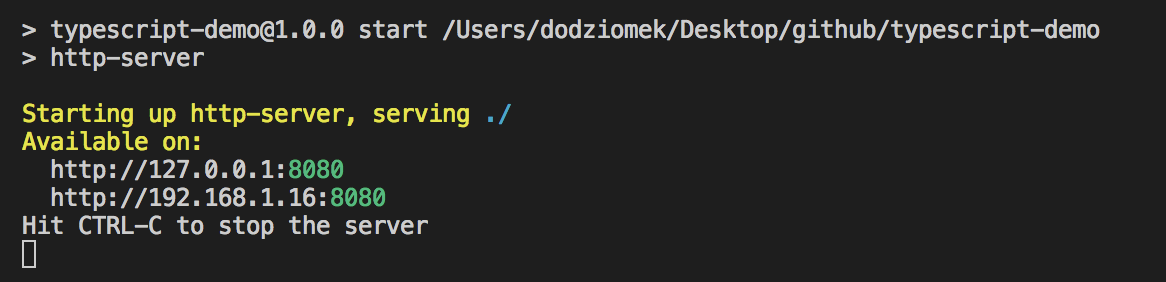 > typescript-demo@1.0.0 start /Users/dodziomek/Desktop/github/typescript-demo
> http-server
Starting up http-server, serving ./
Available on:
http://127.0.0.1:8080
http://192.168.1.16:8080
Hit CTRL-C to stop the server